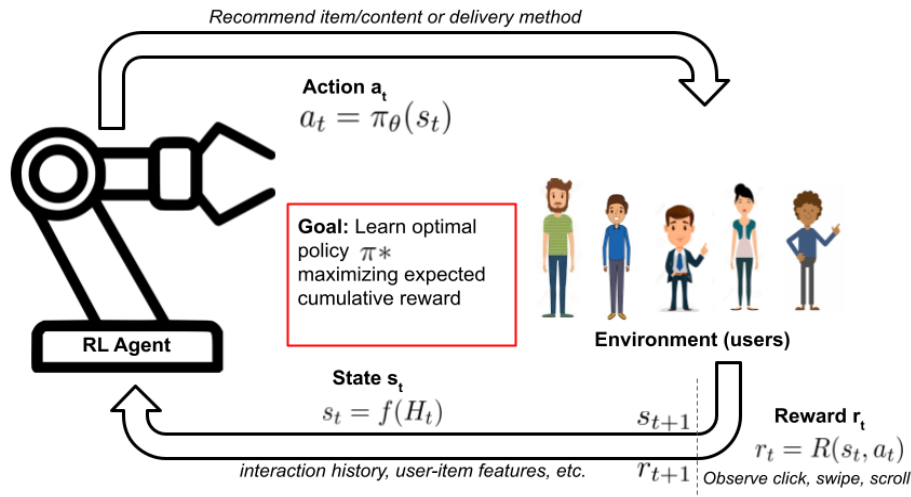 Recommend item/content or delivery method
Action a_t
a_t = π_θ(s_t)
Goal: Learn optimal
policy π*
maximizing expected
cumulative reward
RL Agent
Environment (users)
State s_t
s_t = f(H_t)
s_{t+1}
Reward r_t
r_t = R(s_t, a_t)
interaction history, user-item features, etc.
r_{t+1}
Observe click, swipe, scroll